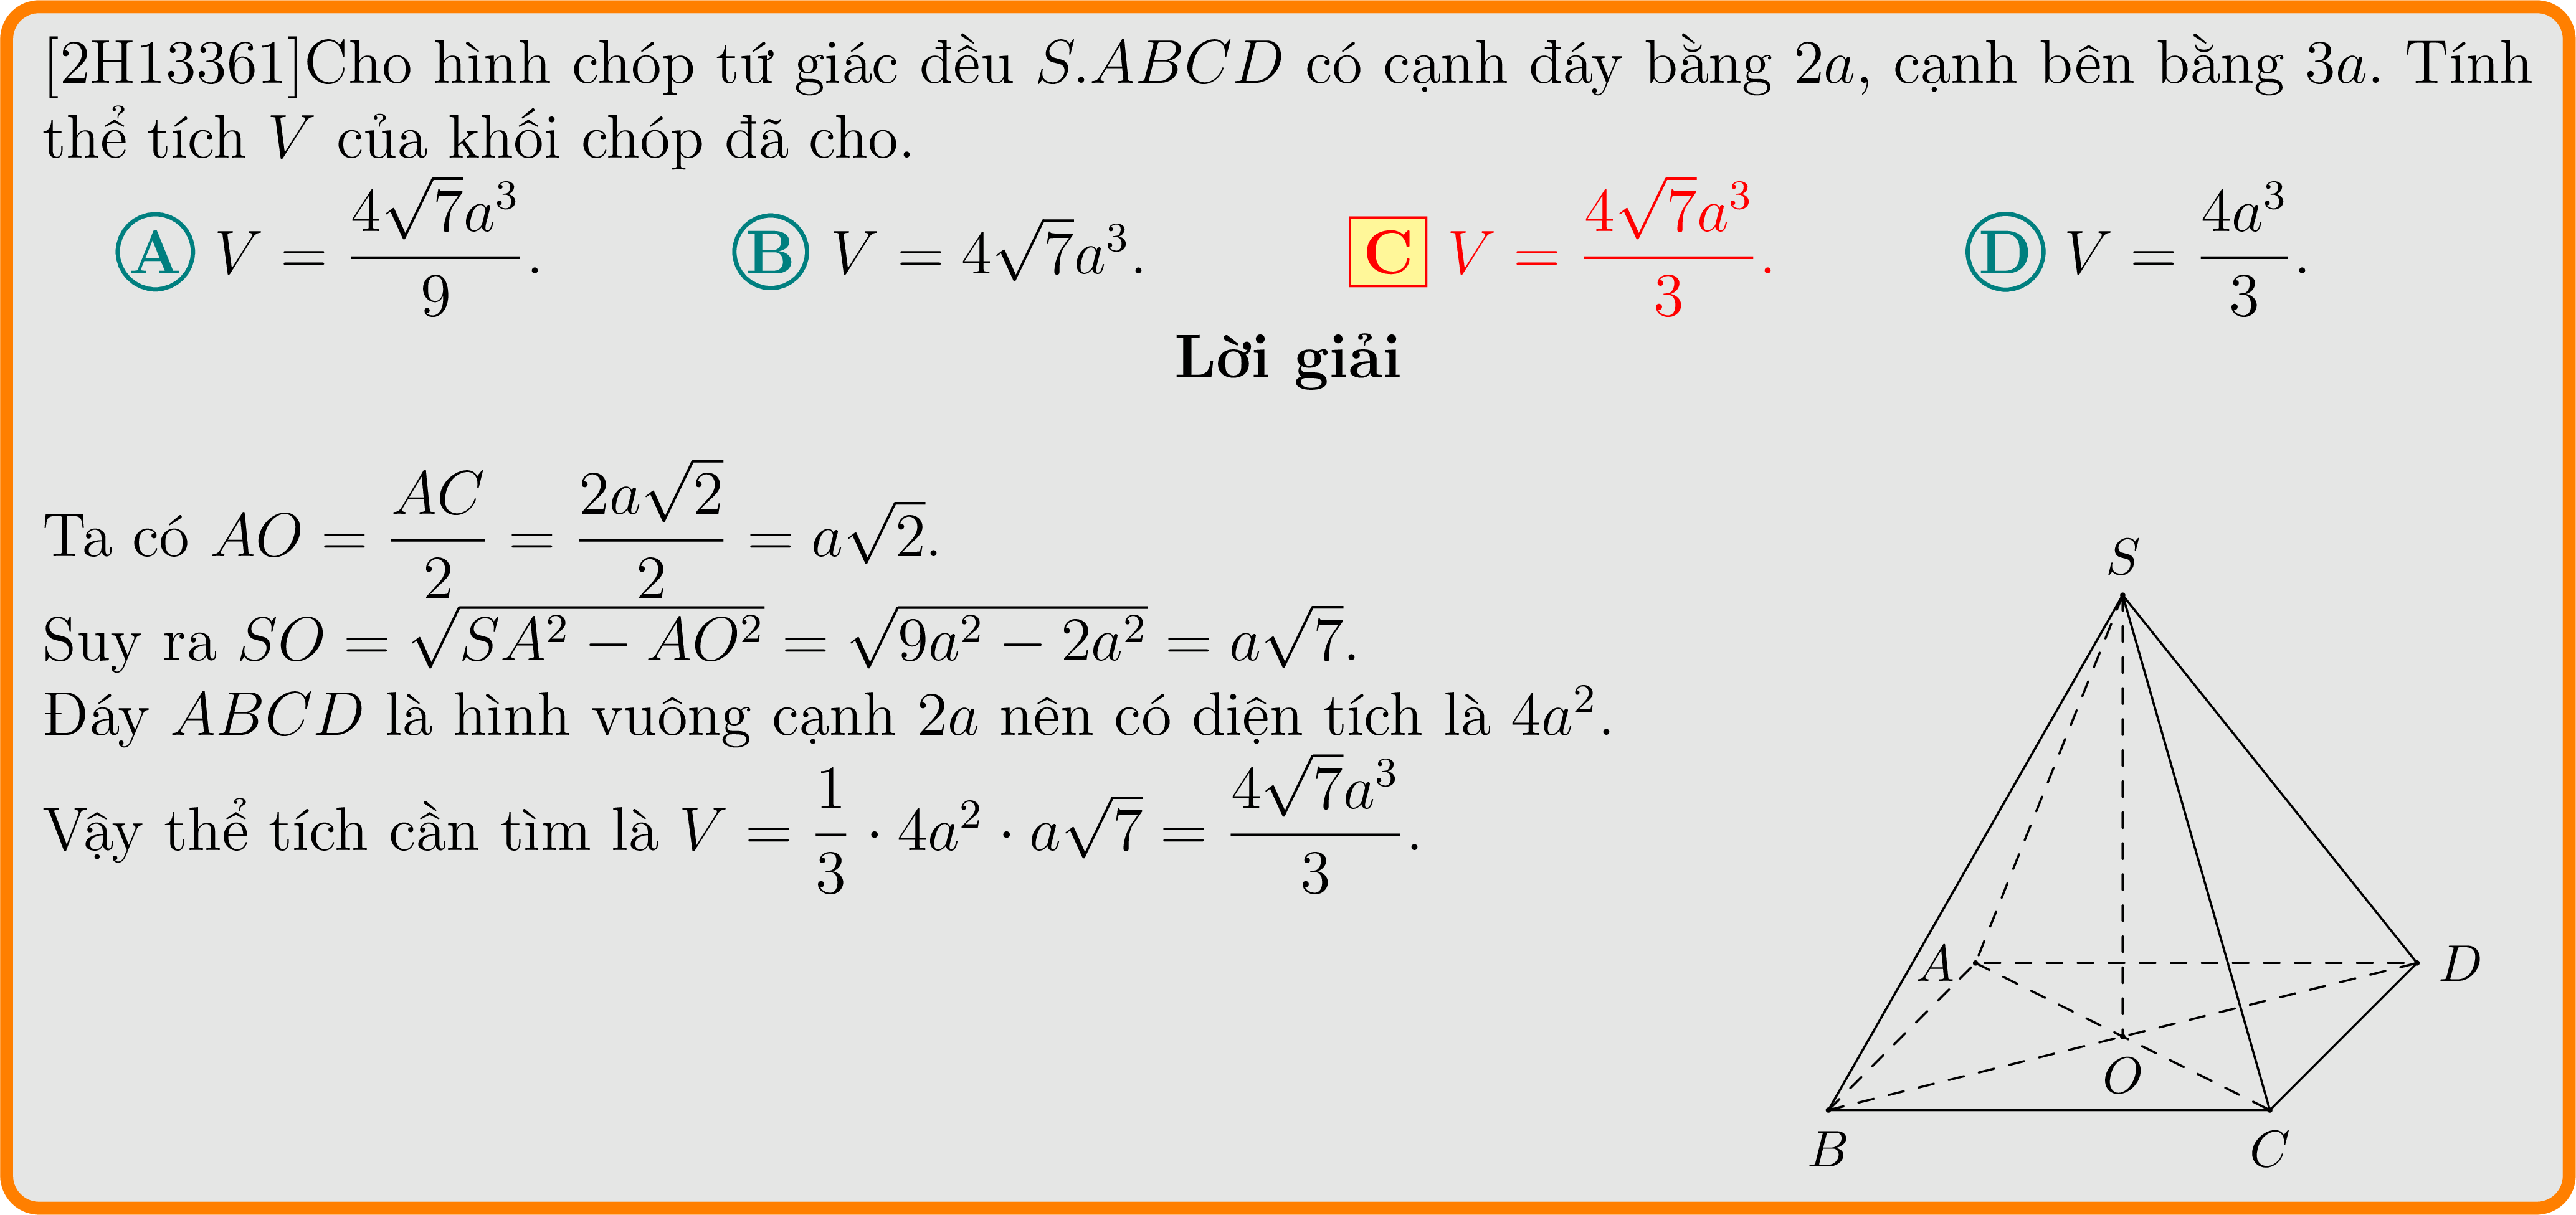 [2H13361]Cho hình chóp tứ giác đều S.ABCD có cạnh đáy bằng 2a, cạnh bên bằng 3a. Tính
thể tích V của khối chóp đã cho.
A V = \frac{4\sqrt{7}a^3}{9}. B V = 4\sqrt{7}a^3. C V = \frac{4\sqrt{7}a^3}{3}. D V = \frac{4a^3}{3}.
Lời giải
Ta có AO = \frac{AC}{2} = \frac{2a\sqrt{2}}{2} = a\sqrt{2}.
Suy ra SO = \sqrt{SA^2 − AO^2} = \sqrt{9a^2 − 2a^2} = a\sqrt{7}.
Đáy ABCD là hình vuông cạnh 2a nên có diện tích là 4a^2.
Vậy thể tích cần tìm là V = \frac{1}{3} · 4a^2 · a\sqrt{7} = \frac{4\sqrt{7}a^3}{3}.
S
A
D
O
B
C